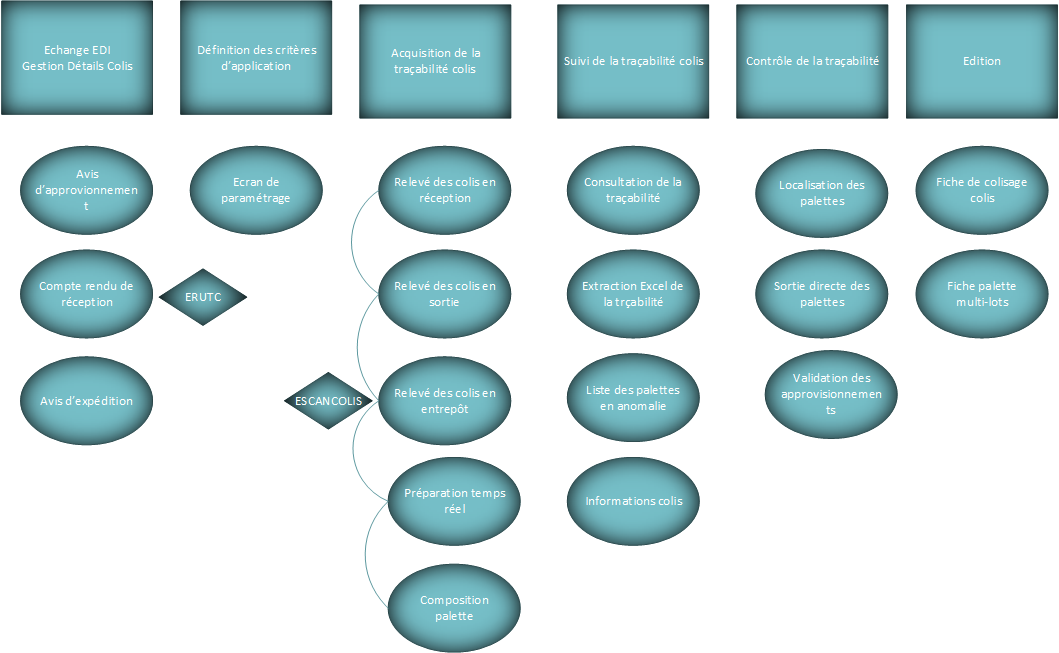 Echange EDI
Gestion Détails Colis
Définition des critères
d'application
Acquisition de la
traçabilité colis
Suivi de la traçabilité colis
Contrôle de la traçabilité
Edition
Avis
d'approvionnemen
t
Compte rendu de
réception
Avis d'expédition
ERUTC
Ecran de
paramétrage
Relevé des colis en
réception
Relevé des colis en
sortie
ESCANCOLIS
Relevé des colis en
entrepôt
Préparation temps
réel
Composition
palette
Consultation de la
traçabilité
Extraction Excel de
la trçabilité
Liste des palettes
en anomalie
Informations colis
Localisation des
palettes
Sortie directe des
palettes
Validation des
approvisionnemen
ts
Fiche de colisage
colis
Fiche palette
multi-lots